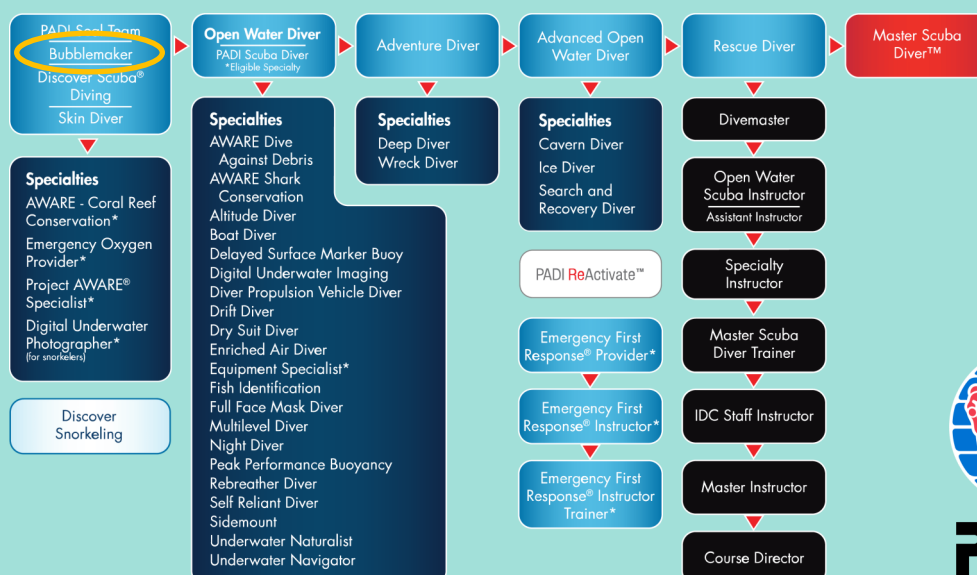 PADI Seal Team
Bubblemaker
Discover Scuba®
Diving
Skin Diver
Open Water Diver
PADI Scuba Diver
*Eligible Specialty
Adventure Diver
Advanced Open
Water Diver
Rescue Diver
Master Scuba
Diver™
Specialties
AWARE - Coral Reef
Conservation*
Emergency Oxygen
Provider*
Project AWARE®
Specialist*
Digital Underwater
Photographer*
(for snorkelers)
Discover
Snorkeling
Specialties
AWARE Dive
Against Debris
AWARE Shark
Conservation
Altitude Diver
Boat Diver
Delayed Surface Marker Buoy
Digital Underwater Imaging
Diver Propulsion Vehicle Diver
Drift Diver
Dry Suit Diver
Enriched Air Diver
Equipment Specialist*
Fish Identification
Full Face Mask Diver
Multilevel Diver
Night Diver
Peak Performance Buoyancy
Rebreather Diver
Self Reliant Diver
Sidemount
Underwater Naturalist
Underwater Navigator
Specialties
Deep Diver
Wreck Diver
Specialties
Cavern Diver
Ice Diver
Search and
Recovery Diver
PADI ReActivate™
Emergency First
Response® Provider*
Emergency First
Response® Instructor*
Emergency First
Response® Instructor
Trainer*
Divemaster
Open Water
Scuba Instructor
Assistant Instructor
Specialty
Instructor
Master Scuba
Diver Trainer
IDC Staff Instructor
Master Instructor
Course Director